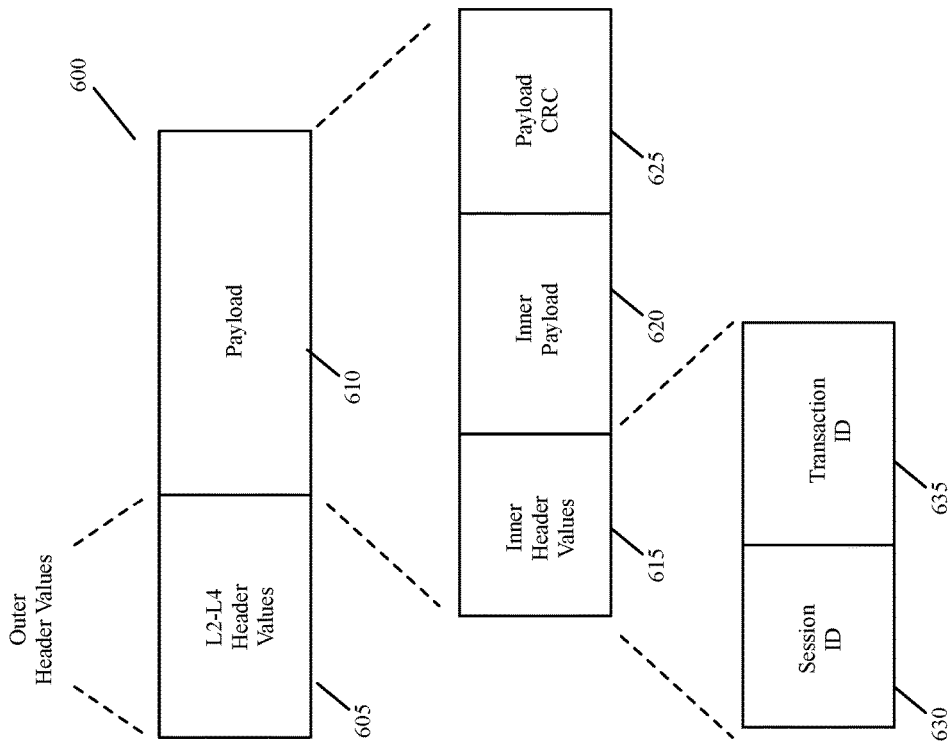 600
Outer
Header Values
L2-L4
Header
Values
605
Payload
610
Inner
Header
Values
615
Inner
Payload
620
Payload
CRC
625
Session
ID
630
Transaction
ID
635